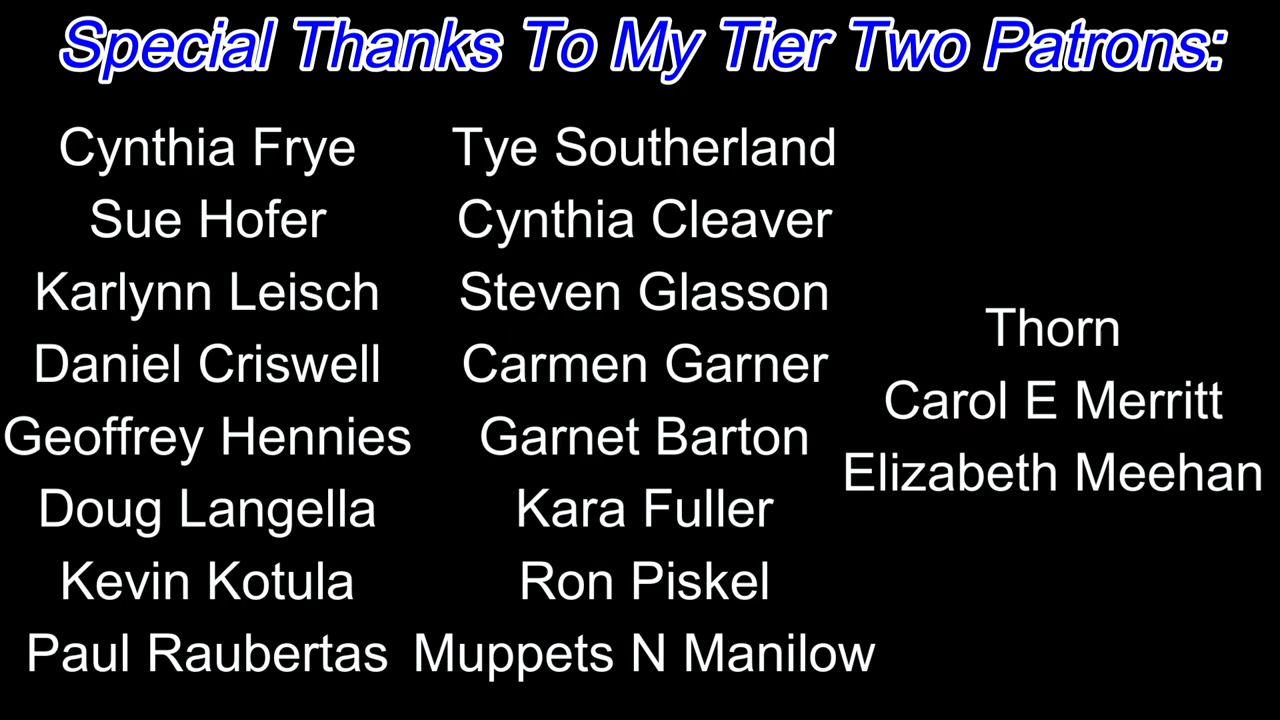 Special Thanks To My Tier Two Patrons:
Cynthia Frye
Sue Hofer
Karlynn Leisch
Daniel Criswell
Geoffrey Hennies
Doug Langella
Kevin Kotula
Paul Raubertas
Tye Southerland
Cynthia Cleaver
Steven Glasson
Carmen Garner
Garnet Barton
Kara Fuller
Ron Piskel
Muppets N Manilow
Thorn
Carol E Merritt
Elizabeth Meehan